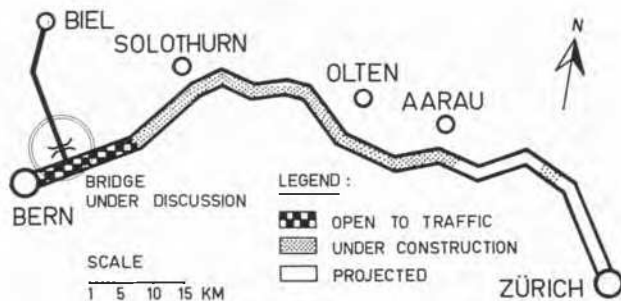 BIEL
N
SOLOTHURN
OLTEN
AARAU
BRIDGE
UNDER DISCUSSION
BERN
LEGEND :
OPEN TO TRAFFIC
UNDER CONSTRUCTION
PROJECTED
SCALE
1 5 10 15 KM
ZÜRICH